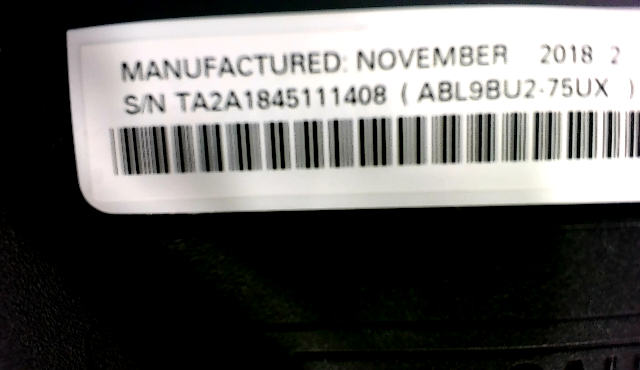 MANUFACTURED: NOVEMBER 2018 2
S/N TA2A1845111408 ( ABL9BU2-75UX )